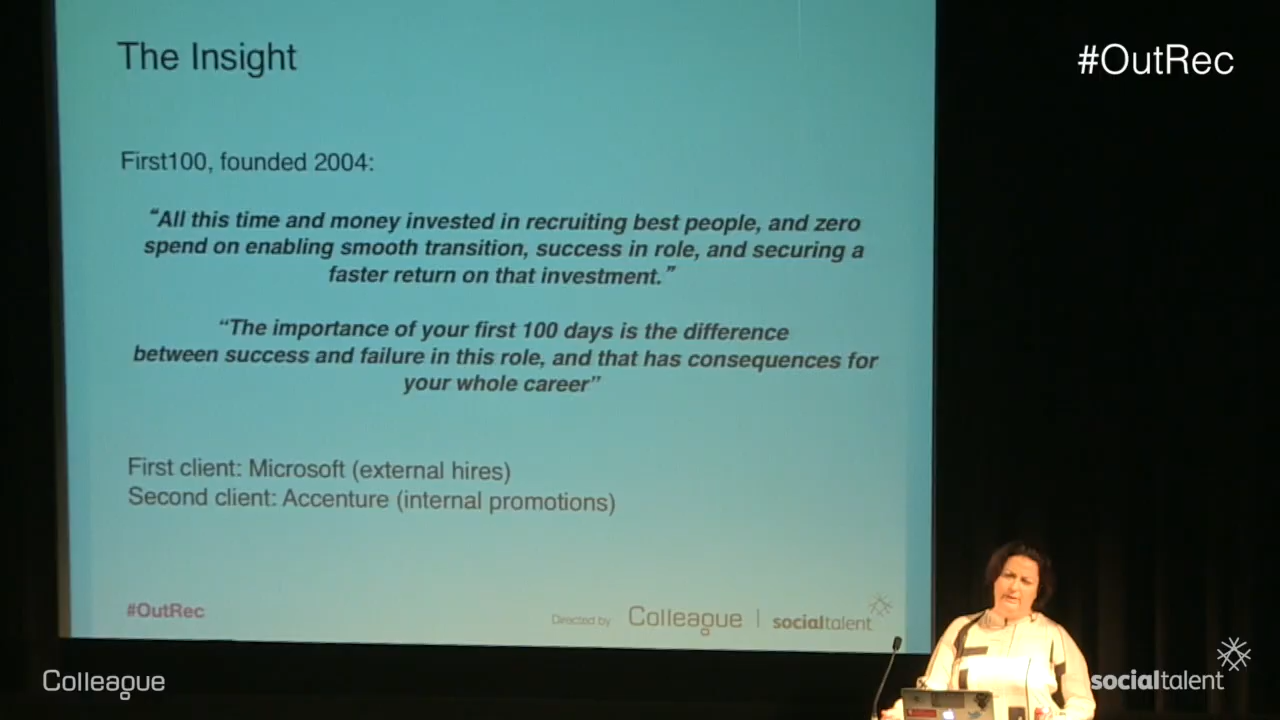 The Insight
#OutRec
First100, founded 2004:
“All this time and money invested in recruiting best people, and zero
spend on enabling smooth transition, success in role, and securing a
faster return on that investment.”
“The importance of your first 100 days is the difference
between success and failure in this role, and that has consequences for
your whole career”
First client: Microsoft (external hires)
Second client: Accenture (internal promotions)
#OutRec
Directed by Colleague | socialtalent
Colleague
socialtalent